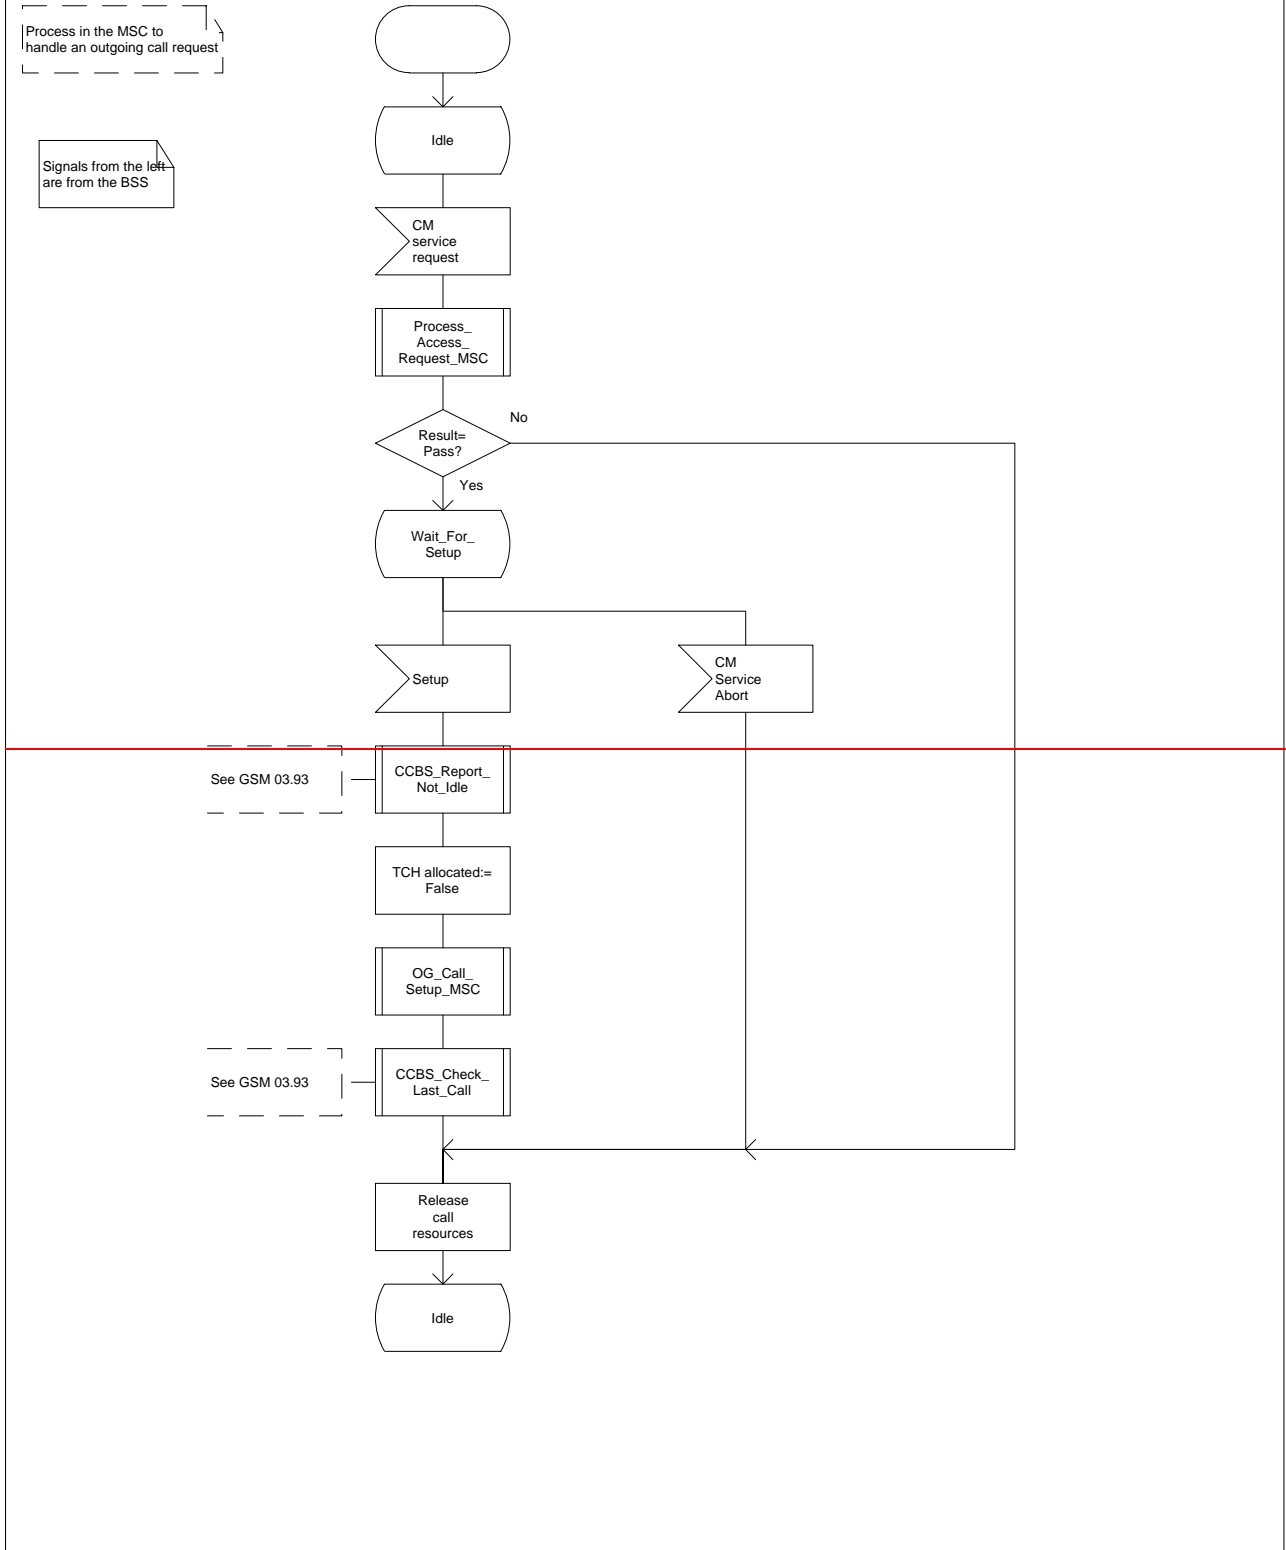 Process in the MSC to
handle an outgoing call request
Idle
Signals from the left
are from the BSS
CM
service
request
Process_
Access_
Request_MSC
No
Result=
Pass?
Yes
Wait_For_
Setup
Setup
CM
Service
Abort
See GSM 03.93
CCBS_Report_
Not_Idle
TCH allocated:=
False
OG_Call_
Setup_MSC
See GSM 03.93
CCBS_Check_
Last_Call
Release
call
resources
Idle